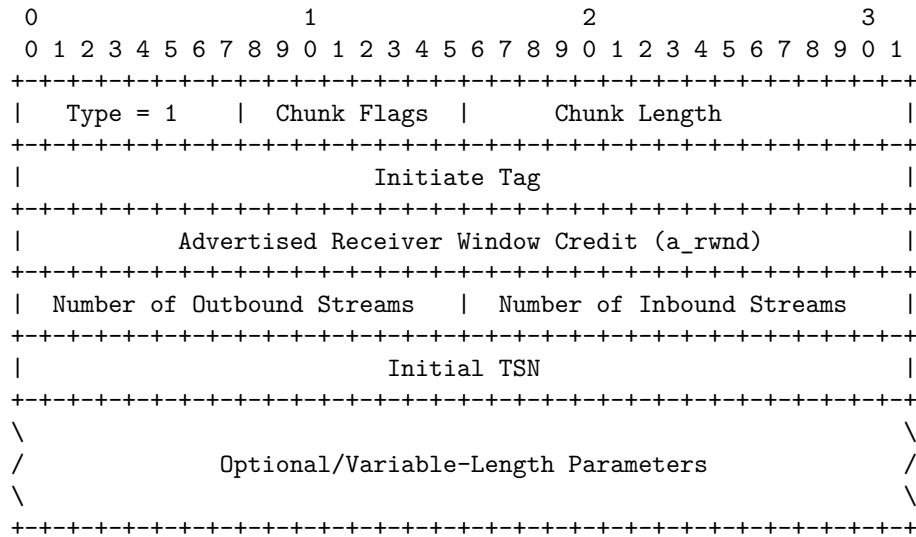 0                   1                   2                   3
0 1 2 3 4 5 6 7 8 9 0 1 2 3 4 5 6 7 8 9 0 1 2 3 4 5 6 7 8 9 0 1
+-+-+-+-+-+-+-+-+-+-+-+-+-+-+-+-+-+-+-+-+-+-+-+-+-+-+-+-+-+-+-+-+
|   Type = 1    |  Chunk Flags  |      Chunk Length             |
+-+-+-+-+-+-+-+-+-+-+-+-+-+-+-+-+-+-+-+-+-+-+-+-+-+-+-+-+-+-+-+-+
|                         Initiate Tag                          |
+-+-+-+-+-+-+-+-+-+-+-+-+-+-+-+-+-+-+-+-+-+-+-+-+-+-+-+-+-+-+-+-+
|           Advertised Receiver Window Credit (a_rwnd)          |
+-+-+-+-+-+-+-+-+-+-+-+-+-+-+-+-+-+-+-+-+-+-+-+-+-+-+-+-+-+-+-+-+
|  Number of Outbound Streams   |  Number of Inbound Streams    |
+-+-+-+-+-+-+-+-+-+-+-+-+-+-+-+-+-+-+-+-+-+-+-+-+-+-+-+-+-+-+-+-+
|                          Initial TSN                          |
+-+-+-+-+-+-+-+-+-+-+-+-+-+-+-+-+-+-+-+-+-+-+-+-+-+-+-+-+-+-+-+-+
\                                                               \
/              Optional/Variable-Length Parameters              /
\                                                               \
+-+-+-+-+-+-+-+-+-+-+-+-+-+-+-+-+-+-+-+-+-+-+-+-+-+-+-+-+-+-+-+-+